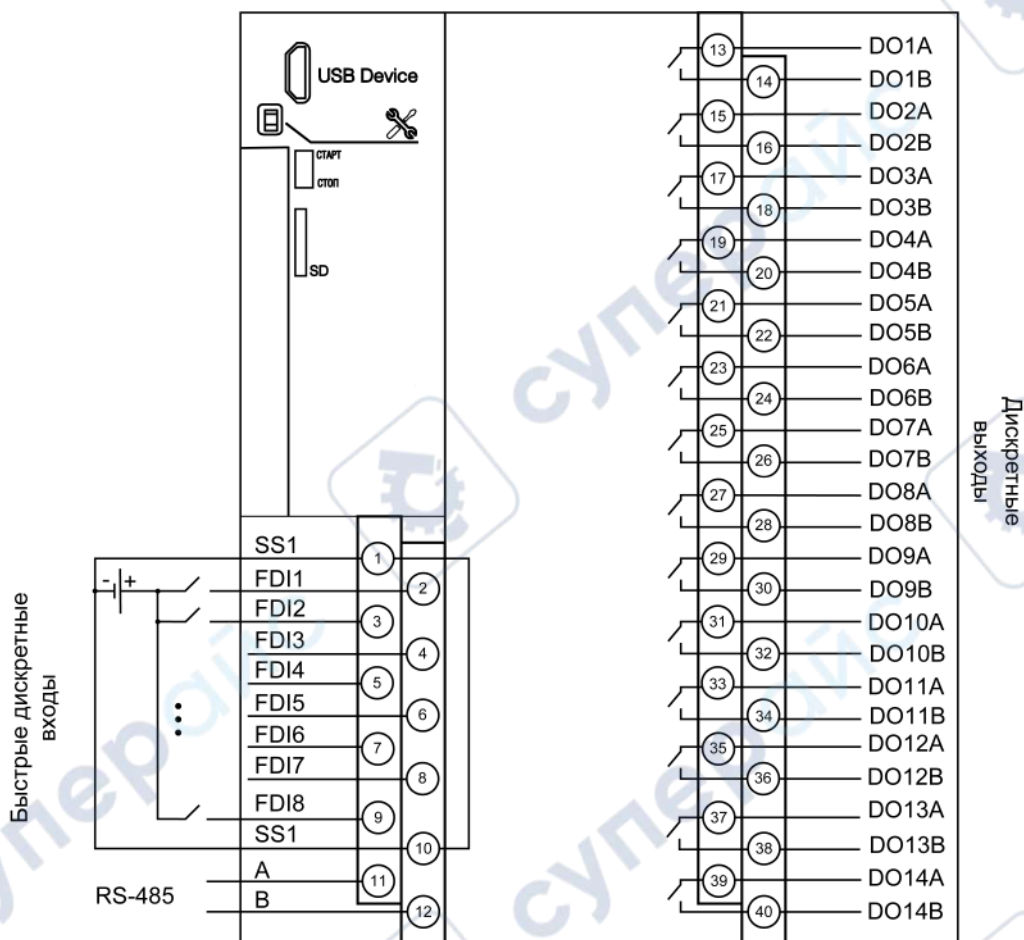 USB Device
СТАРТ
СТОП
SD
Быстрые дискретные
входы
- +
SS1
1
FDI1
2
FDI2
3
FDI3
4
FDI4
5
FDI5
6
FDI6
7
FDI7
8
FDI8
9
SS1
10
RS-485
A
11
B
12
13 DO1A
14 DO1B
15 DO2A
16 DO2B
17 DO3A
18 DO3B
19 DO4A
20 DO4B
21 DO5A
22 DO5B
23 DO6A
24 DO6B
25 DO7A
26 DO7B
27 DO8A
28 DO8B
29 DO9A
30 DO9B
31 DO10A
32 DO10B
33 DO11A
34 DO11B
35 DO12A
36 DO12B
37 DO13A
38 DO13B
39 DO14A
40 DO14B
Дискретные
выходы
суперайс
суперайс
суперайс